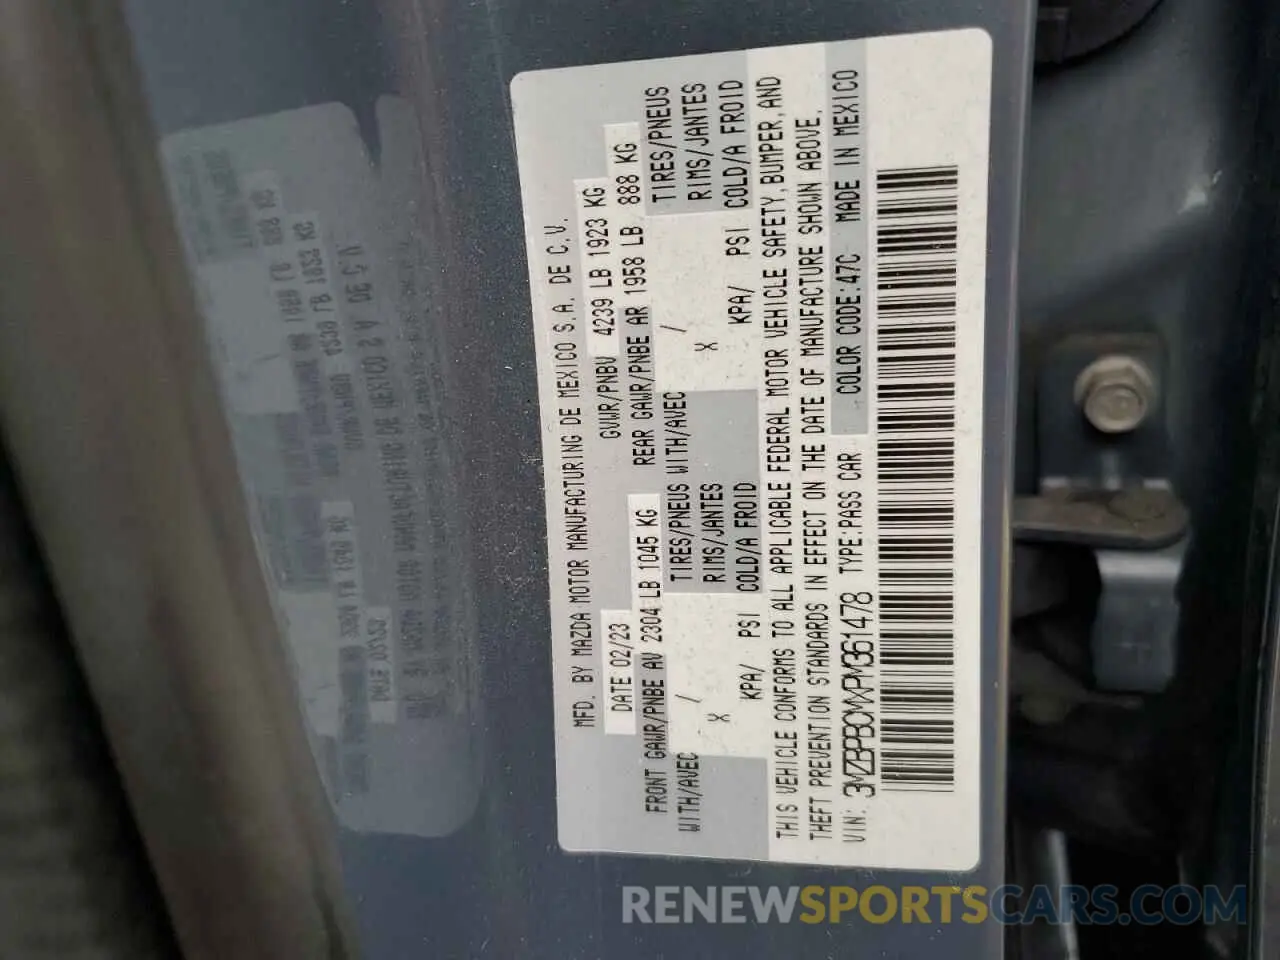 MFD. BY MAZDA MOTOR MANUFACTURING DE MEXICO S.A. DE C.V.
DATE 02/23 GVWR/PNBV 4239 LB 1923 KG
FRONT GAWR/PNBE AV 2304 LB 1045 KG REAR GAWR/PNBE AR 1958 LB 888 KG
WITH/AVEC / TIRES/PNEUS WITH/AVEC / TIRES/PNEUS
X RIMS/JANTES X RIMS/JANTES
KPA/ PSI COLD/A FROID KPA/ PSI COLD/A FROID
THIS VEHICLE CONFORMS TO ALL APPLICABLE FEDERAL MOTOR VEHICLE SAFETY, BUMPER, AND
THEFT PREVENTION STANDARDS IN EFFECT ON THE DATE OF MANUFACTURE SHOWN ABOVE.
VIN: 3MZBPBCMXPM361478 TYPE:PASS CAR COLOR CODE:47C MADE IN MEXICO
RENEWSPORTSCARS.COM